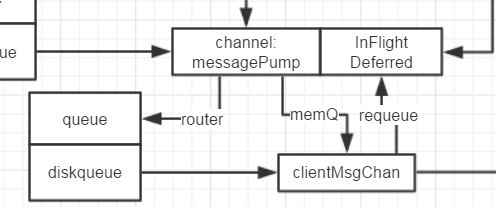 channel:
messagePump
InFlight
Deferred
ue
queue
router
memQ
requeue
diskqueue
clientMsgChan